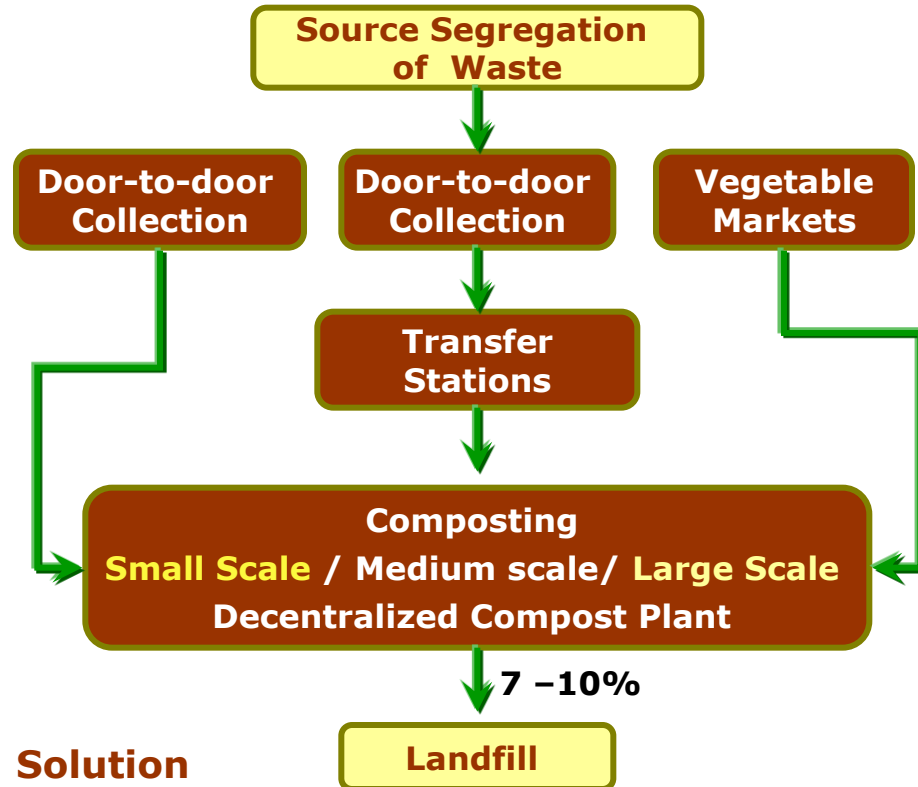 Source Segregation
of Waste
Door-to-door
Collection
Door-to-door
Collection
Vegetable
Markets
Transfer
Stations
Composting
Small Scale / Medium scale/ Large Scale
Decentralized Compost Plant
7 –10%
Landfill
Solution